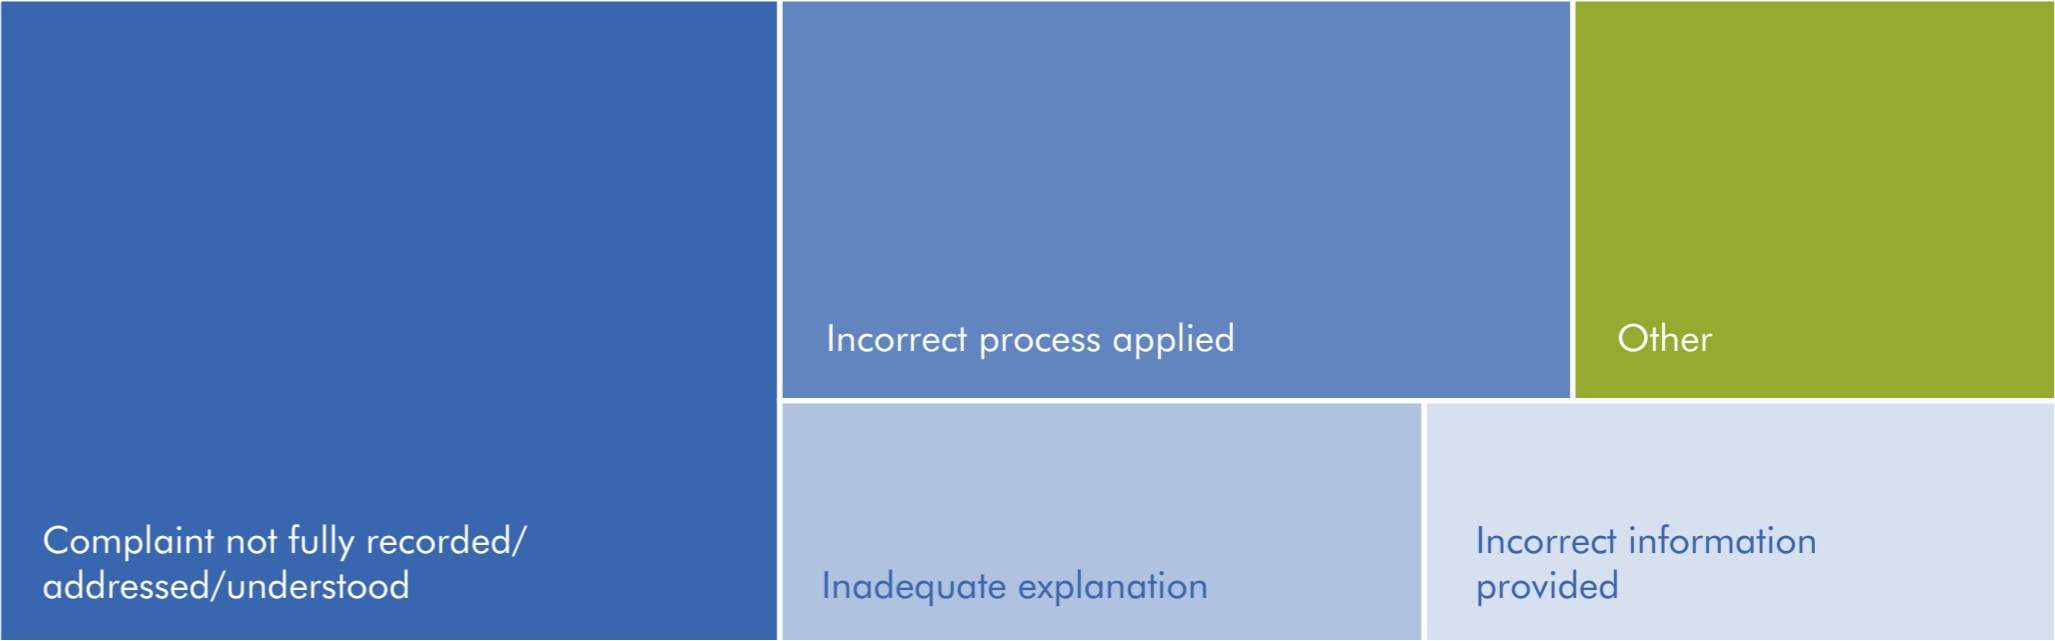 Complaint not fully recorded/
addressed/understood
Incorrect process applied
Other
Inadequate explanation
Incorrect information
provided